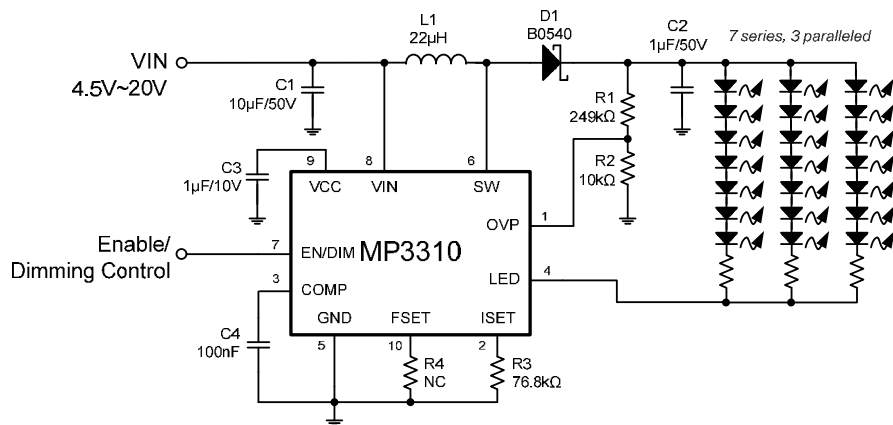 L1
22µH
D1
B0540
C2
1µF/50V
7 series, 3 paralleled
VIN
4.5V~20V
C1
10µF/50V
R1
249kΩ
R2
10kΩ
C3
1µF/10V
9
8
6
VCC
VIN
SW
1
OVP
Enable/
Dimming Control
7
EN/DIM
MP3310
LED
4
3
COMP
GND
FSET
ISET
C4
100nF
5
10
2
R4
NC
R3
76.8kΩ